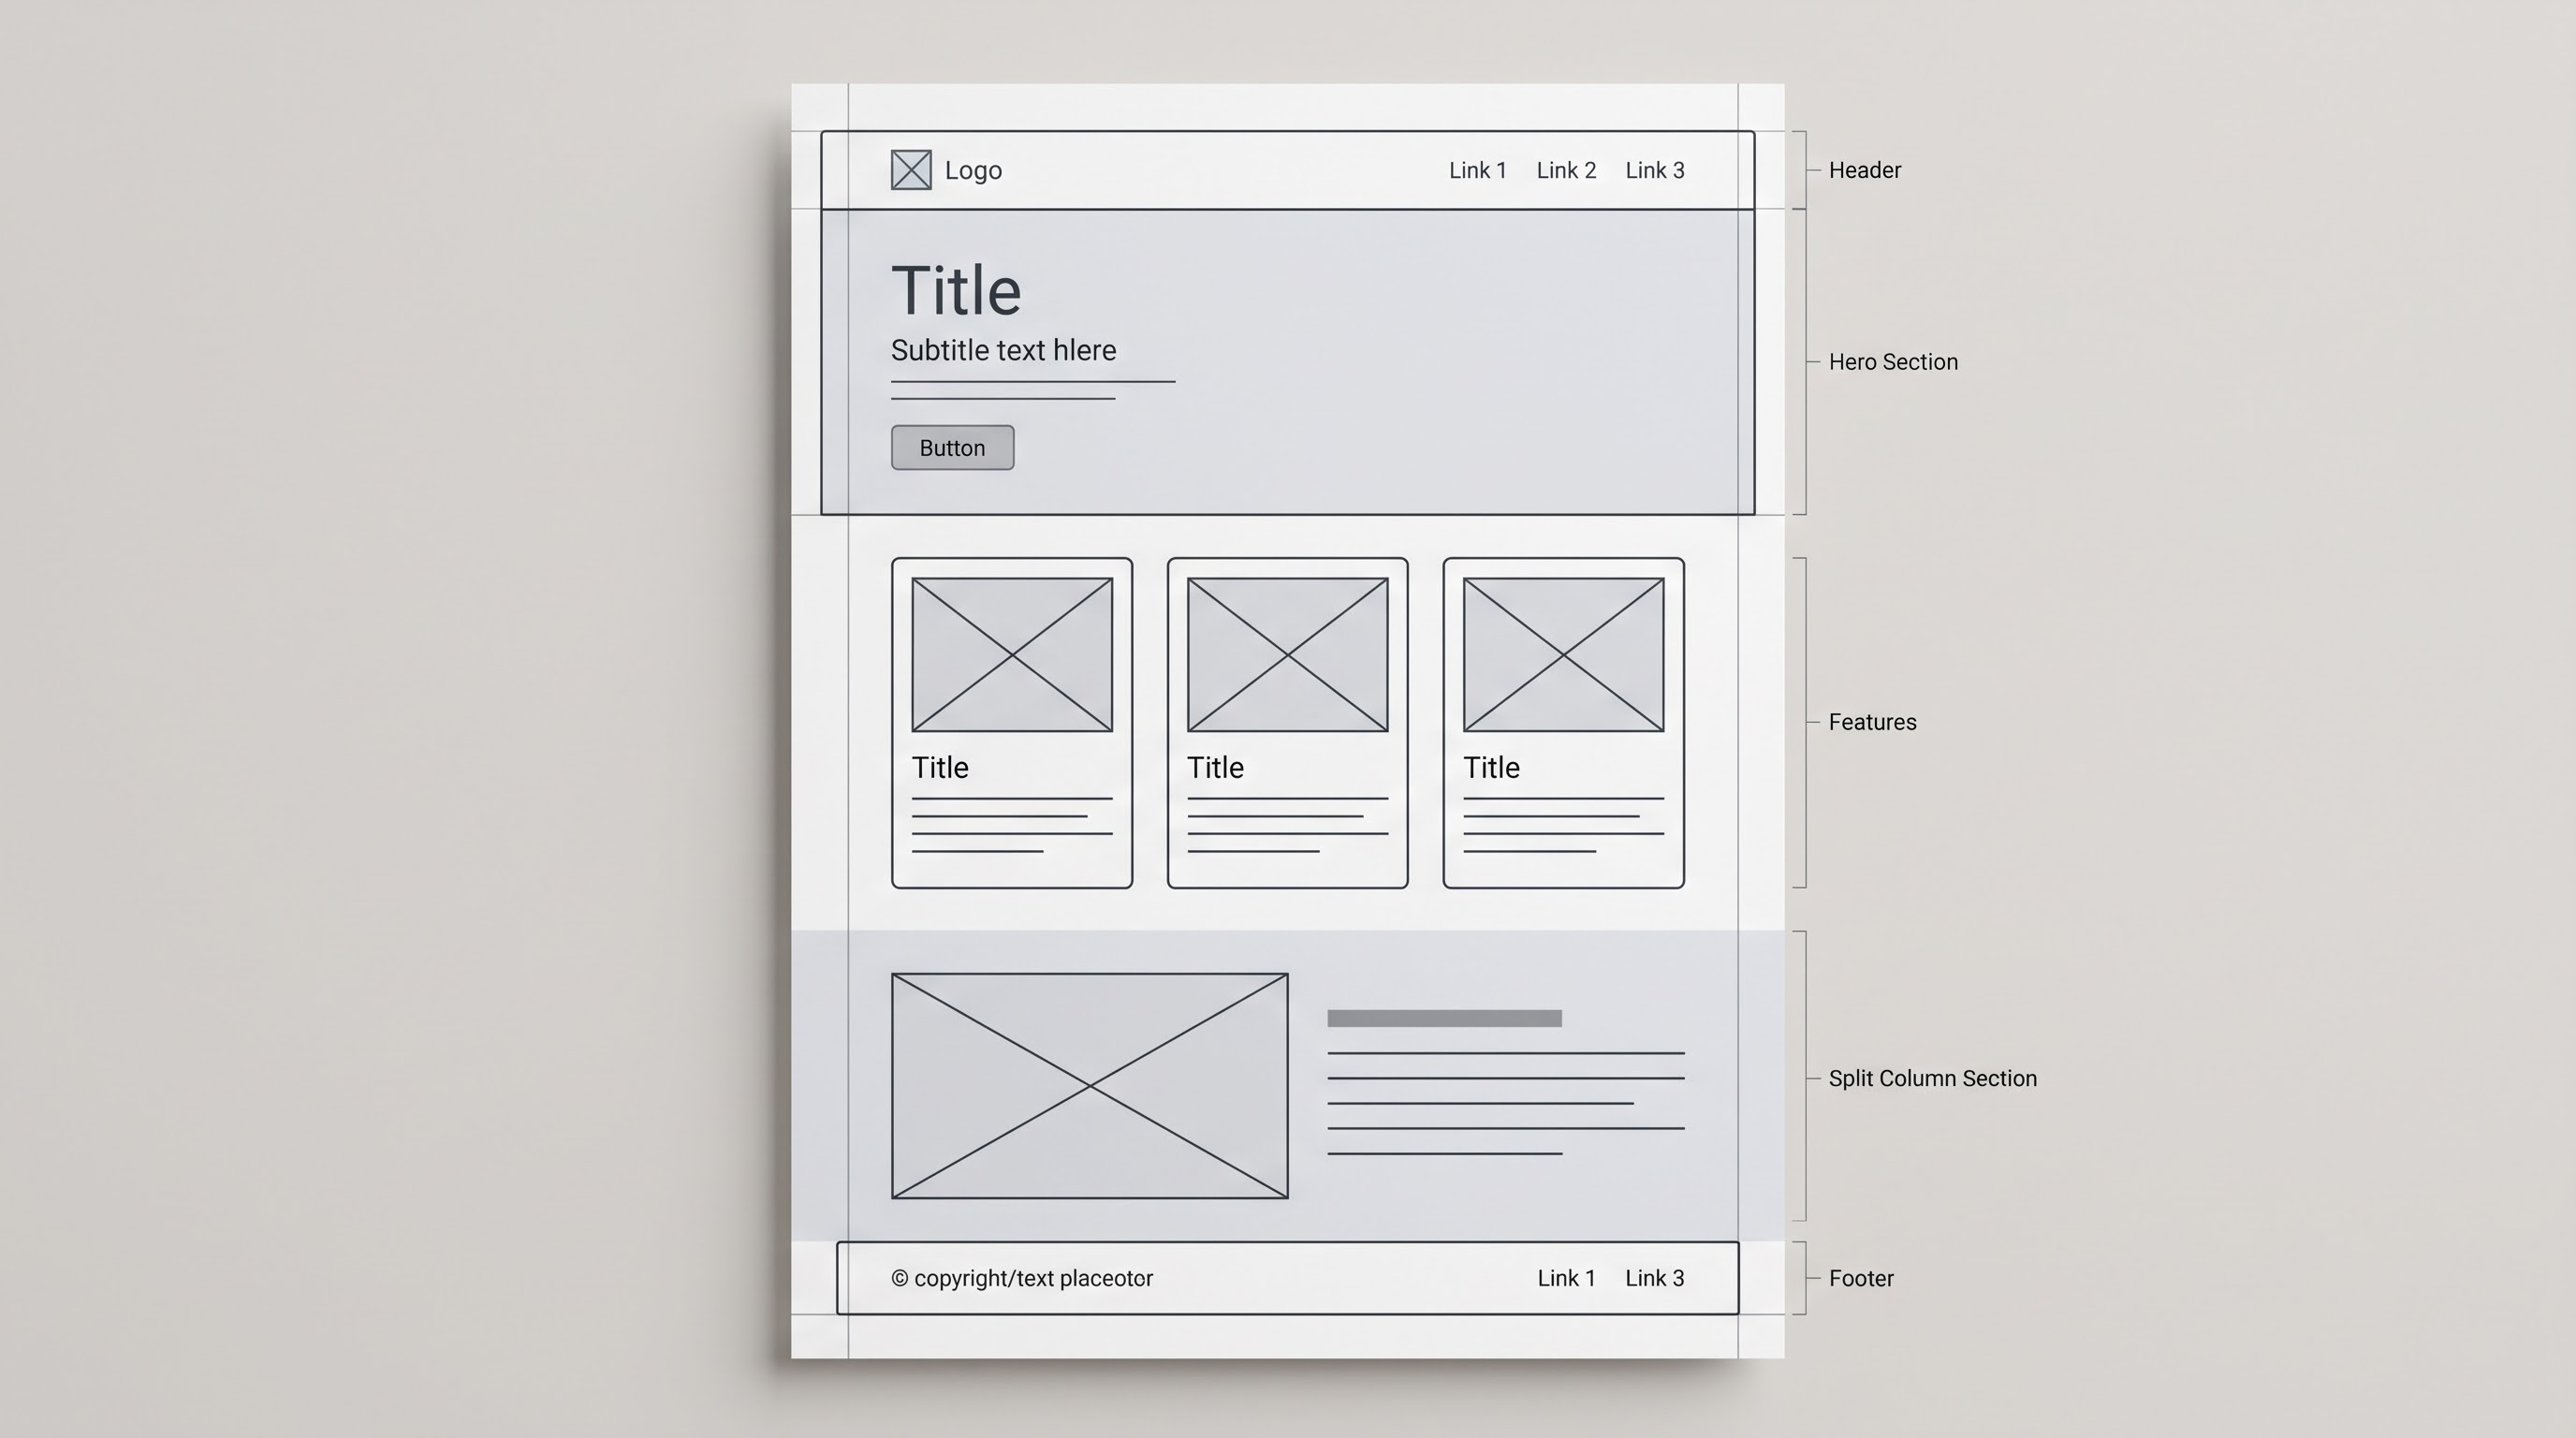 Logo
Link 1 Link 2 Link 3
Header
Title
Subtitle text hlere
Button
Hero Section
Title
Title
Title
Features
Split Column Section
© copyright/text placeotor
Link 1 Link 3
Footer